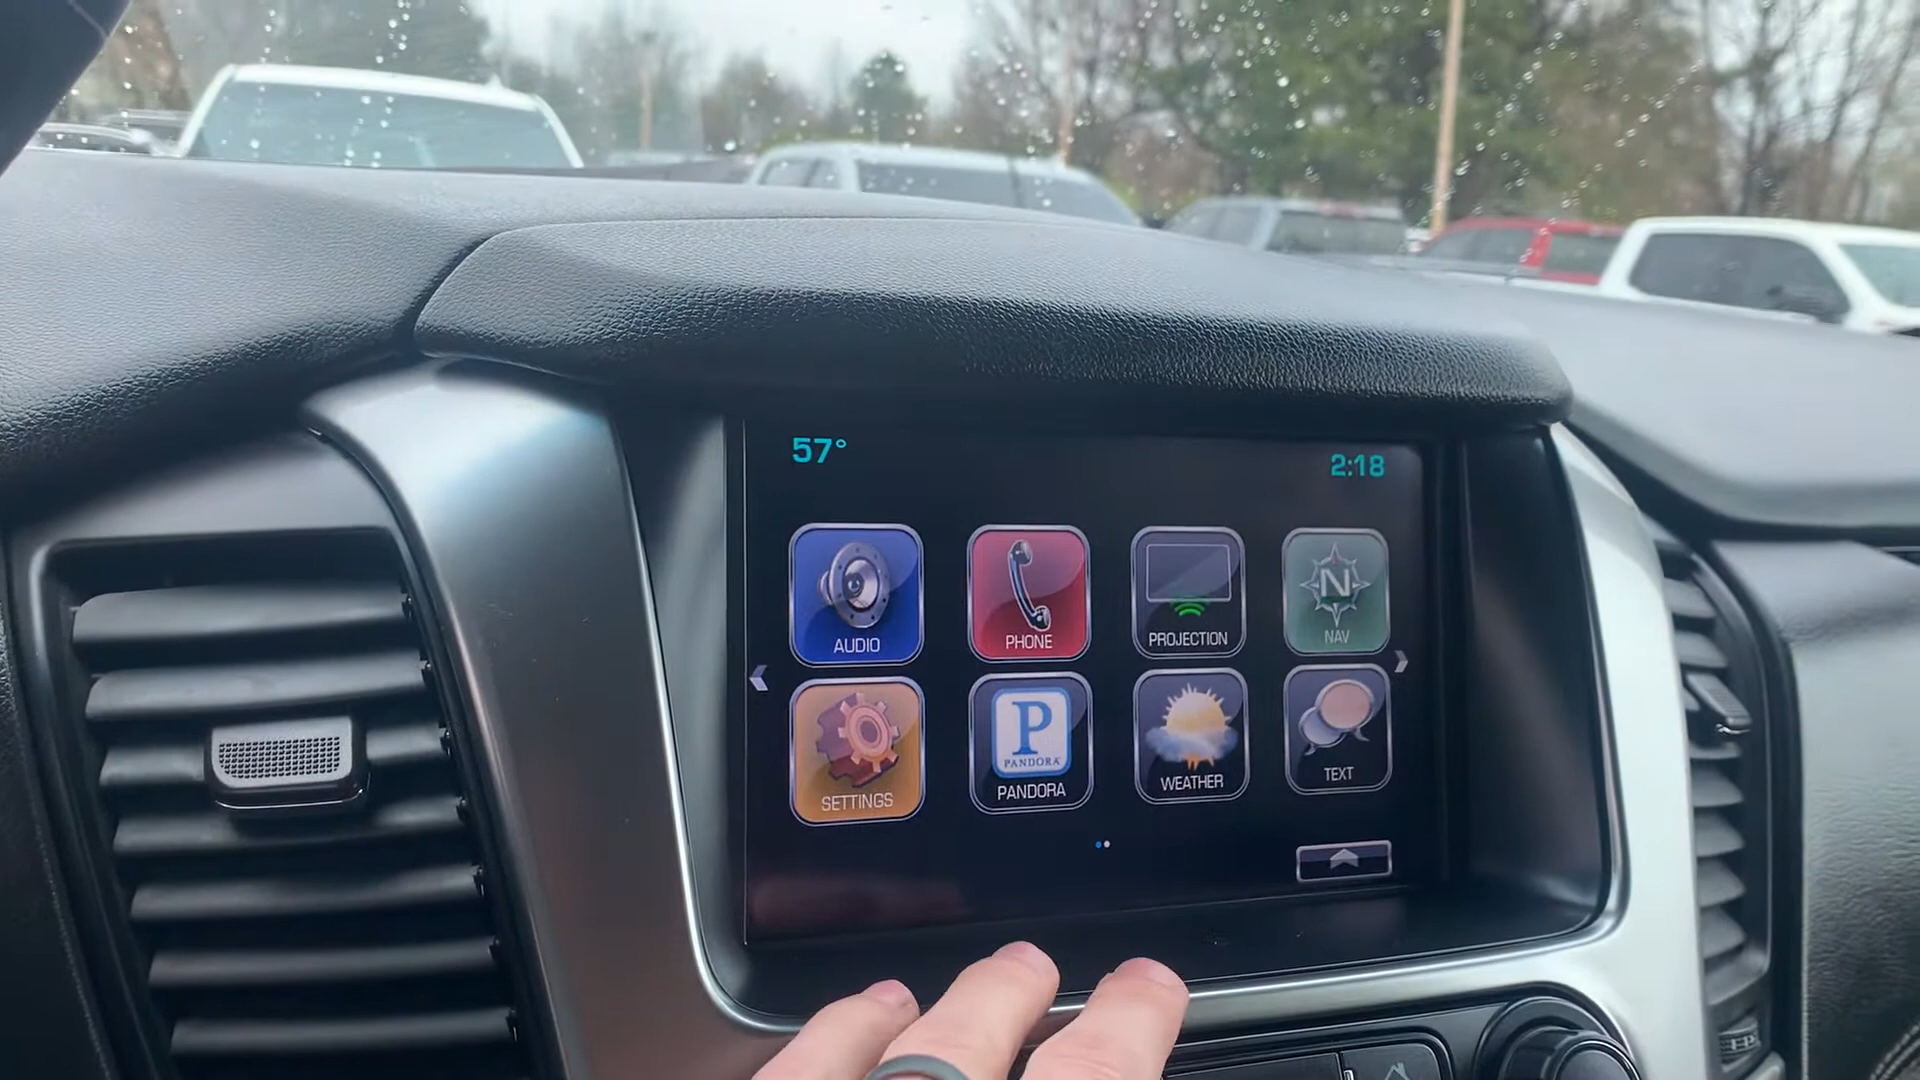 57°
2:18
AUDIO
PHONE
PROJECTION
N
NAV
SETTINGS
P
PANDORA
PANDORA
WEATHER
TEXT